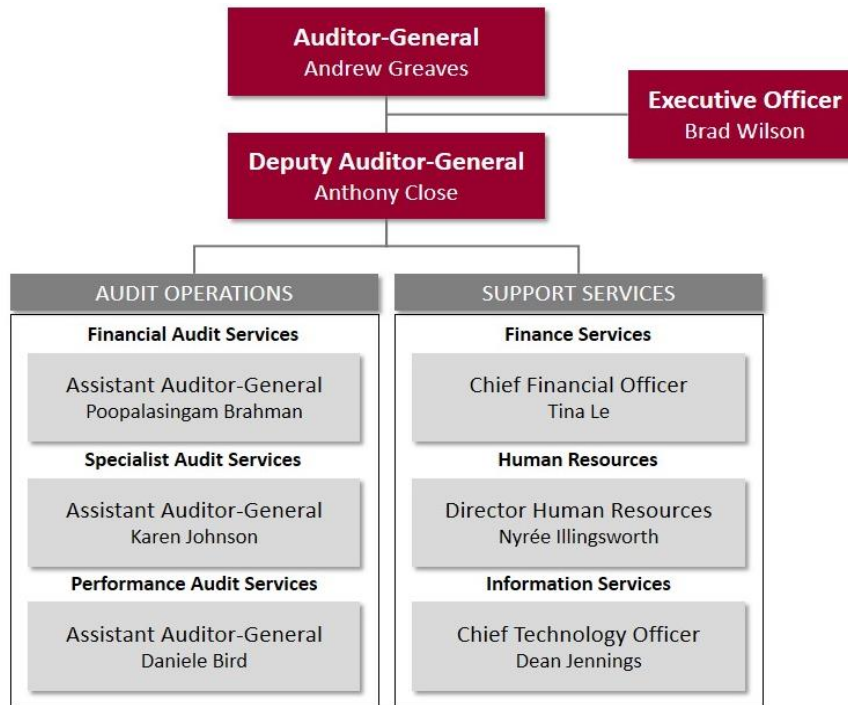 Auditor-General
Andrew Greaves
Executive Officer
Brad Wilson
Deputy Auditor-General
Anthony Close
AUDIT OPERATIONS
Financial Audit Services
Assistant Auditor-General
Poopalasingam Brahman
Specialist Audit Services
Assistant Auditor-General
Karen Johnson
Performance Audit Services
Assistant Auditor-General
Daniele Bird
SUPPORT SERVICES
Finance Services
Chief Financial Officer
Tina Le
Human Resources
Director Human Resources
Nyrée Illingsworth
Information Services
Chief Technology Officer
Dean Jennings